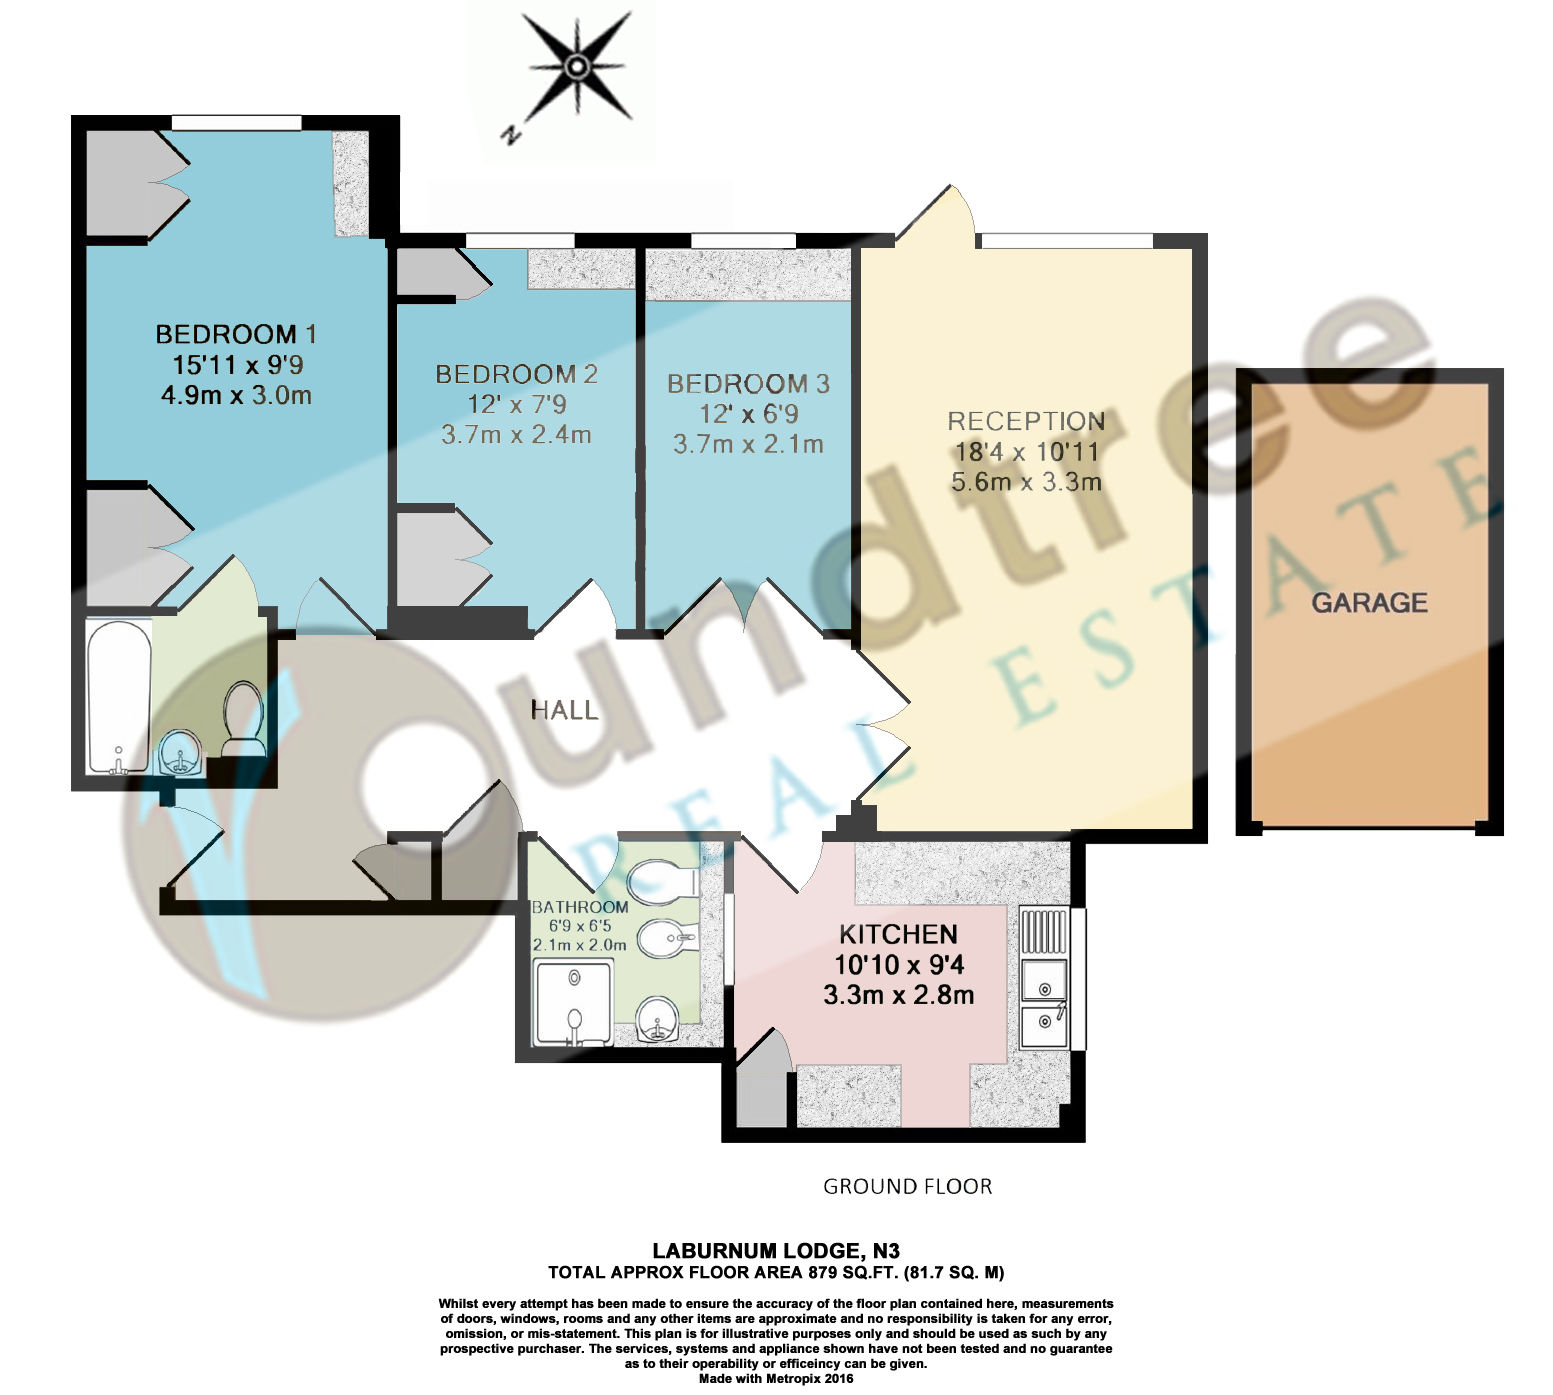 N
BEDROOM 1
15'11 x 9'9
4.9m x 3.0m
BEDROOM 2
12' x 7'9
3.7m x 2.4m
BEDROOM 3
12' x 6'9
3.7m x 2.1m
RECEPTION
18'4 x 10'11
5.6m x 3.3m
GARAGE
HALL
BATHROOM
6'9 x 6'5
2.1m x 2.0m
KITCHEN
10'10 x 9'4
3.3m x 2.8m
roundtree
REAL ESTATE
GROUND FLOOR
LABURNUM LODGE, N3
TOTAL APPROX FLOOR AREA 879 SQ.FT. (81.7 SQ. M)
Whilst every attempt has been made to ensure the accuracy of the floor plan contained here, measurements
of doors, windows, rooms and any other items are approximate and no responsibility is taken for any error,
omission, or mis-statement. This plan is for illustrative purposes only and should be used as such by any
prospective purchaser. The services, systems and appliance shown have not been tested and no guarantee
as to their operability or efficeincy can be given.
Made with Metropix 2016